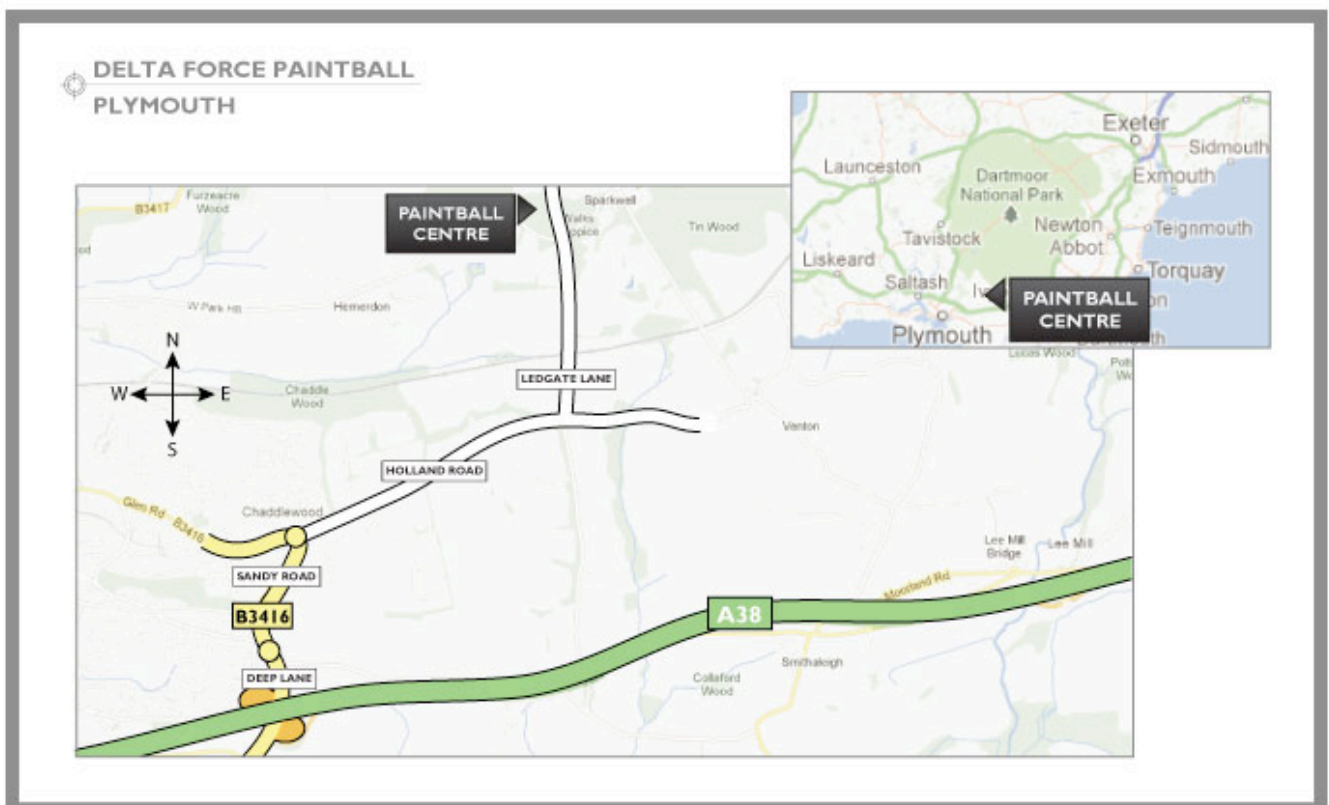 DELTA FORCE PAINTBALL
PLYMOUTH
Exeter
Sidmouth
Launceston
Dartmoor
National Park
Exmouth
Newton
Abbot
Teignmouth
Tavistock
Liskeard
Torquay
Saltash
PAINTBALL
CENTRE
Plymouth
Lucas Wood
Furzeacre
Wood
B3417
Sparkwell
PAINTBALL
CENTRE
Tin Wood
W Park Hill
Hemerdon
N
W
E
S
LEDGATE LANE
Chaddle
Wood
Venton
HOLLAND ROAD
Glen Rd
B3416
Chaddlewood
Lee Mill
Bridge
Lee Mill
SANDY ROAD
Moorland Rd
B3416
A38
DEEP LANE
Smithaleigh
Collaford
Wood